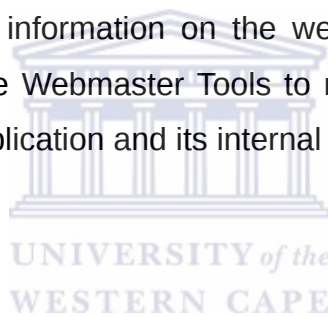 information on the we
e Webmaster Tools to
plication and its internal
UNIVERSITY of the
WESTERN CAPE